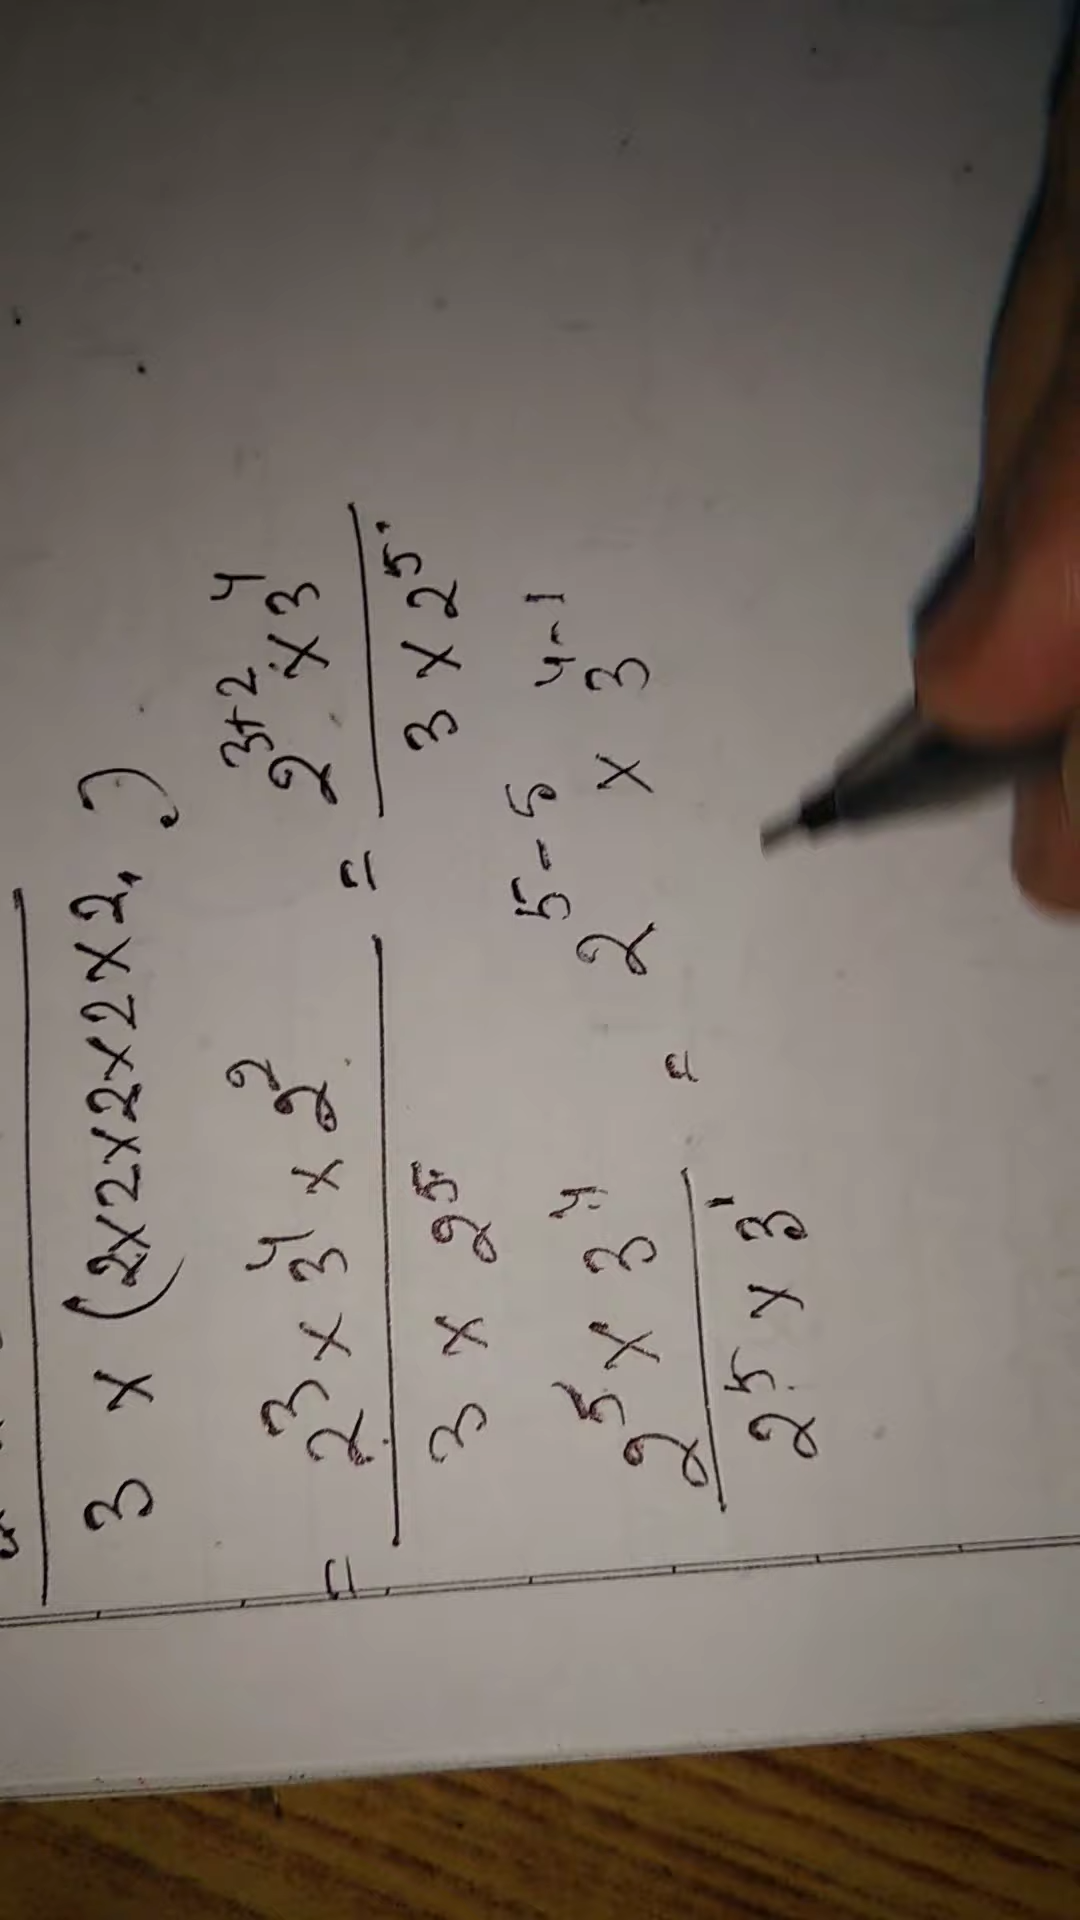 3 × (2×2×2×2×2,)
= 2³ × 3⁴ × 2² / 3 × 2⁵ = 2³⁺² × 3⁴ / 3 × 2⁵
2⁵ × 3⁴ / 2⁵ × 3¹ = 2⁵⁻⁵ × 3⁴⁻¹